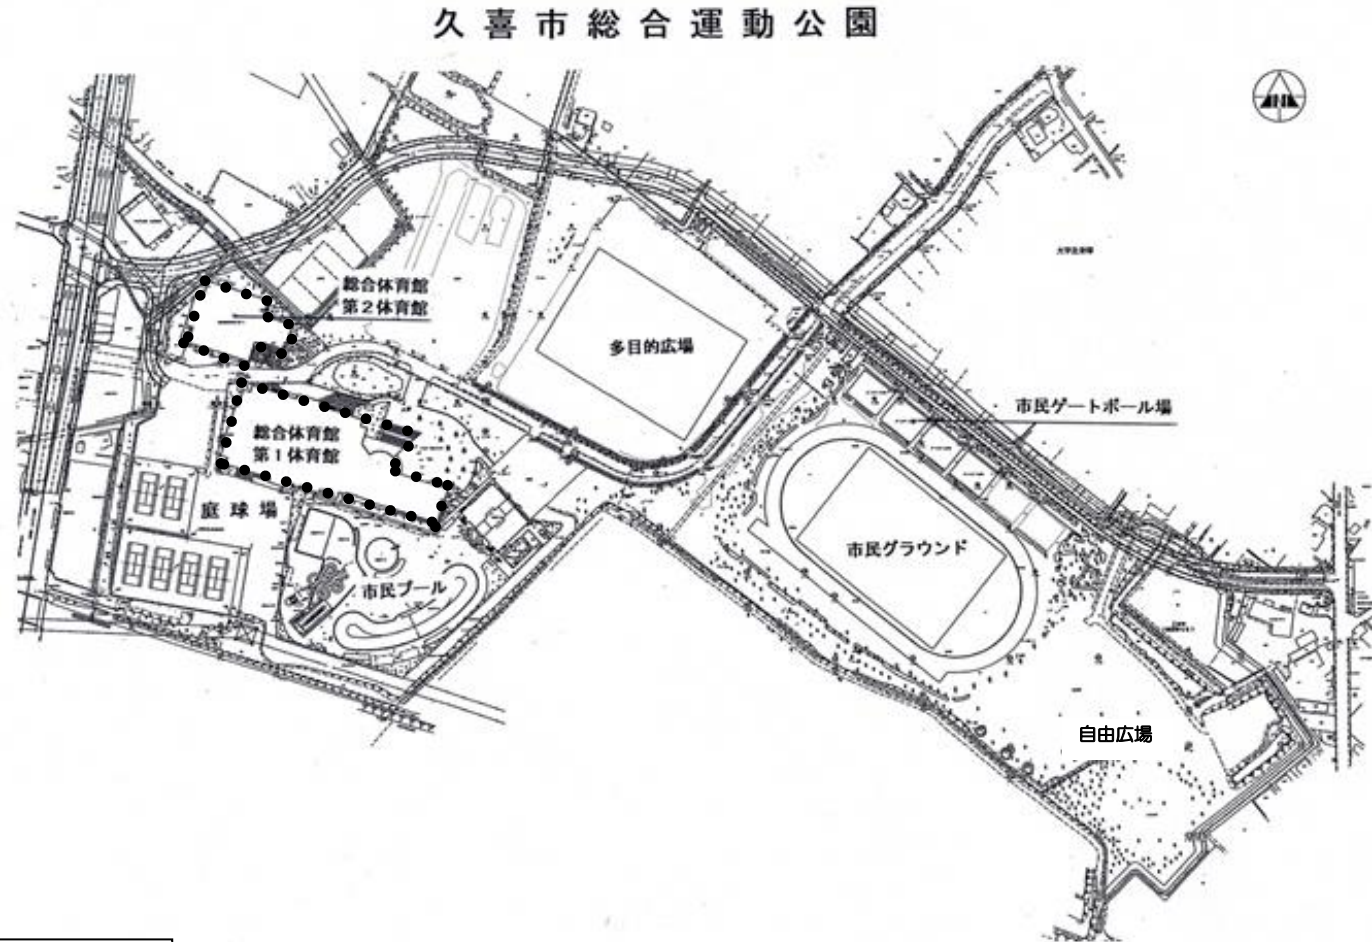 久喜市総合運動公園
総合体育館
第2体育館
多目的広場
市民ゲートボール場
総合体育館
第1体育館
庭球場
市民グラウンド
市民プール
自由広場